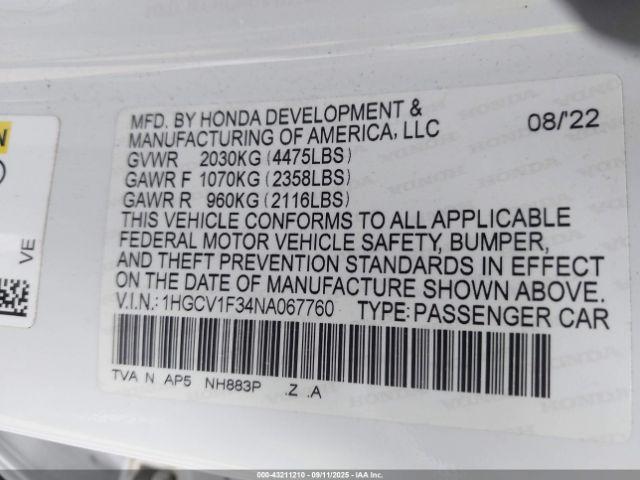 MFD. BY HONDA DEVELOPMENT &
MANUFACTURING OF AMERICA, LLC 08/'22
GVWR 2030KG (4475LBS)
GAWR F 1070KG (2358LBS)
GAWR R 960KG (2116LBS)
THIS VEHICLE CONFORMS TO ALL APPLICABLE
FEDERAL MOTOR VEHICLE SAFETY, BUMPER,
AND THEFT PREVENTION STANDARDS IN EFFECT
ON THE DATE OF MANUFACTURE SHOWN ABOVE.
V.I.N.: 1HGCV1F34NA067760 TYPE: PASSENGER CAR
TVA N AP5 NH883P .Z .A
VE
000-43211210 - 09/11/2025 - IAA, Inc.